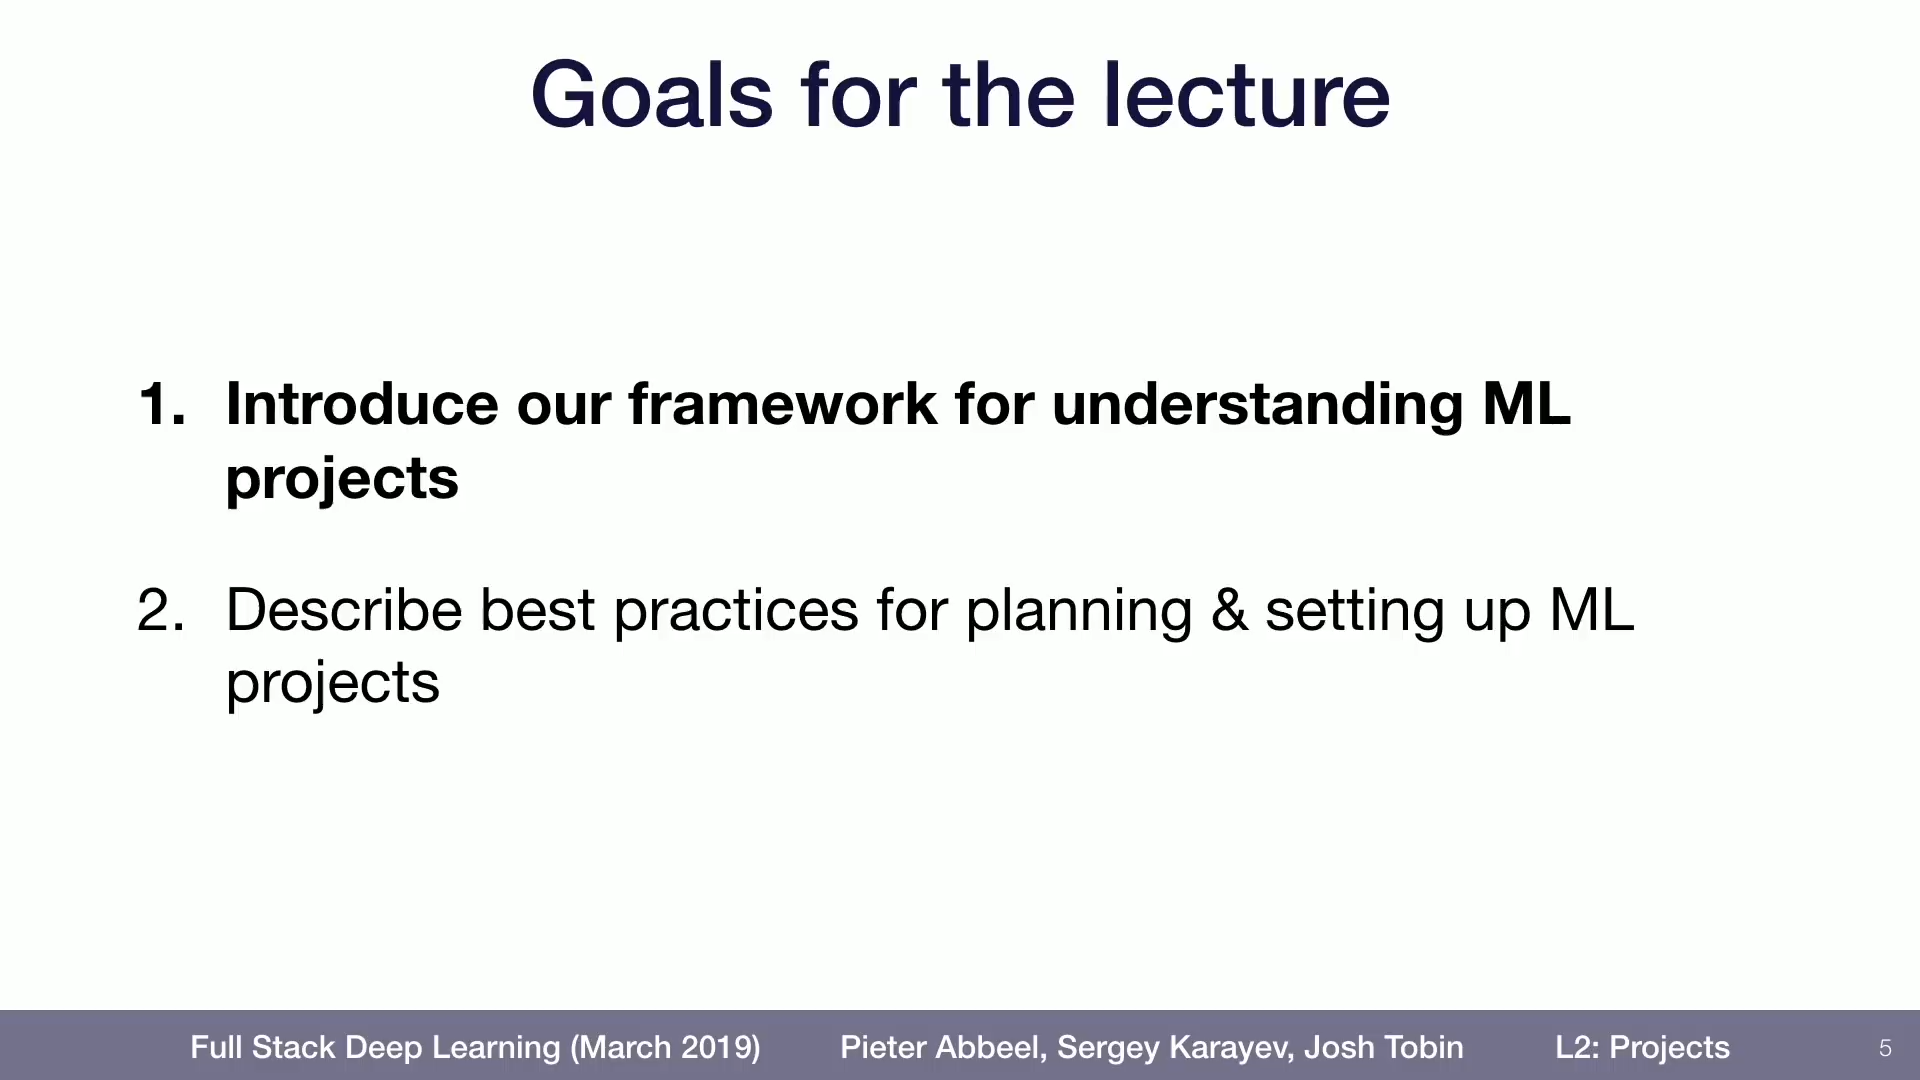 Goals for the lecture
1. Introduce our framework for understanding ML
projects
2. Describe best practices for planning & setting up ML
projects
Full Stack Deep Learning (March 2019) Pieter Abbeel, Sergey Karayev, Josh Tobin L2: Projects 5